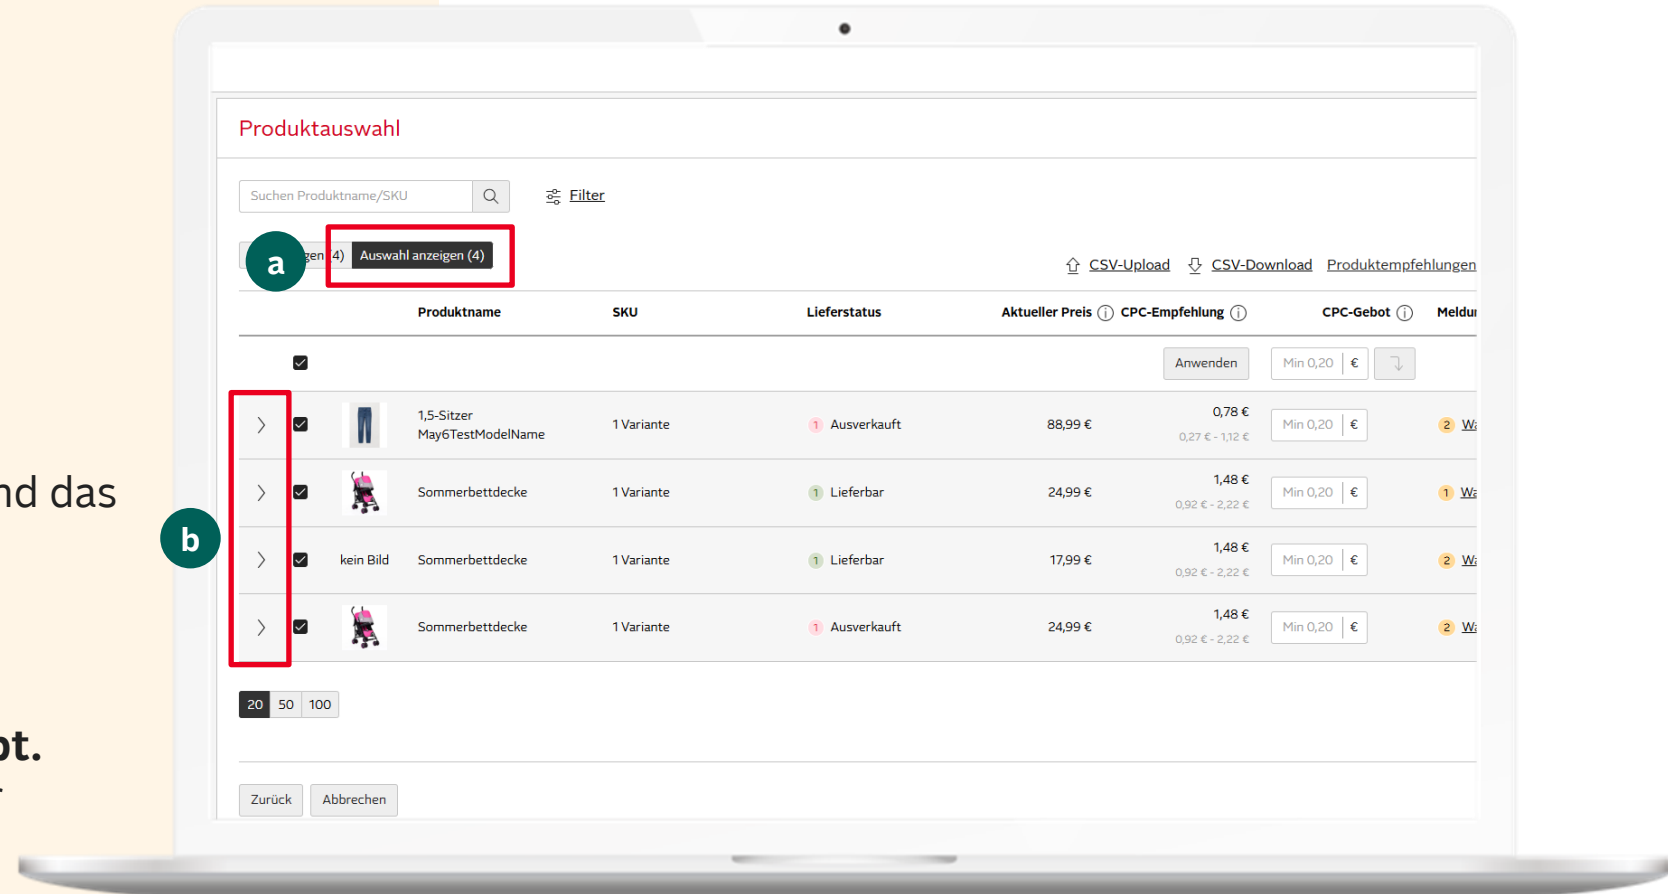 Produktauswahl
Suchen Produktname/SKU
Filter
a
(4) Auswahl anzeigen (4)
CSV-Upload CSV-Download Produktempfehlungen
Produktname SKU Lieferstatus Aktueller Preis CPC-Empfehlung CPC-Gebot
Anwenden Min 0,20 €
1,5-Sitzer
May6TestModelName
1 Variante 1 Ausverkauft 88,99 € 0,78 €
0,27 € - 1,12 €
Min 0,20 € 2
Sommerbettdecke 1 Variante 1 Lieferbar 24,99 € 1,48 €
0,92 € - 2,22 €
Min 0,20 € 1
nd das
b
kein Bild Sommerbettdecke 1 Variante 1 Lieferbar 17,99 € 1,48 €
0,92 € - 2,22 €
Min 0,20 € 2
Sommerbettdecke 1 Variante 1 Ausverkauft 24,99 € 1,48 €
0,92 € - 2,22 €
Min 0,20 € 2
20 50 100
Zurück Abbrechen